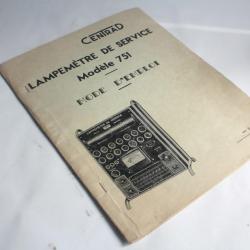 CENTRAD
LAMPEMÈTRE DE SERVICE
Modèle 751
MODE D'EMPLOI